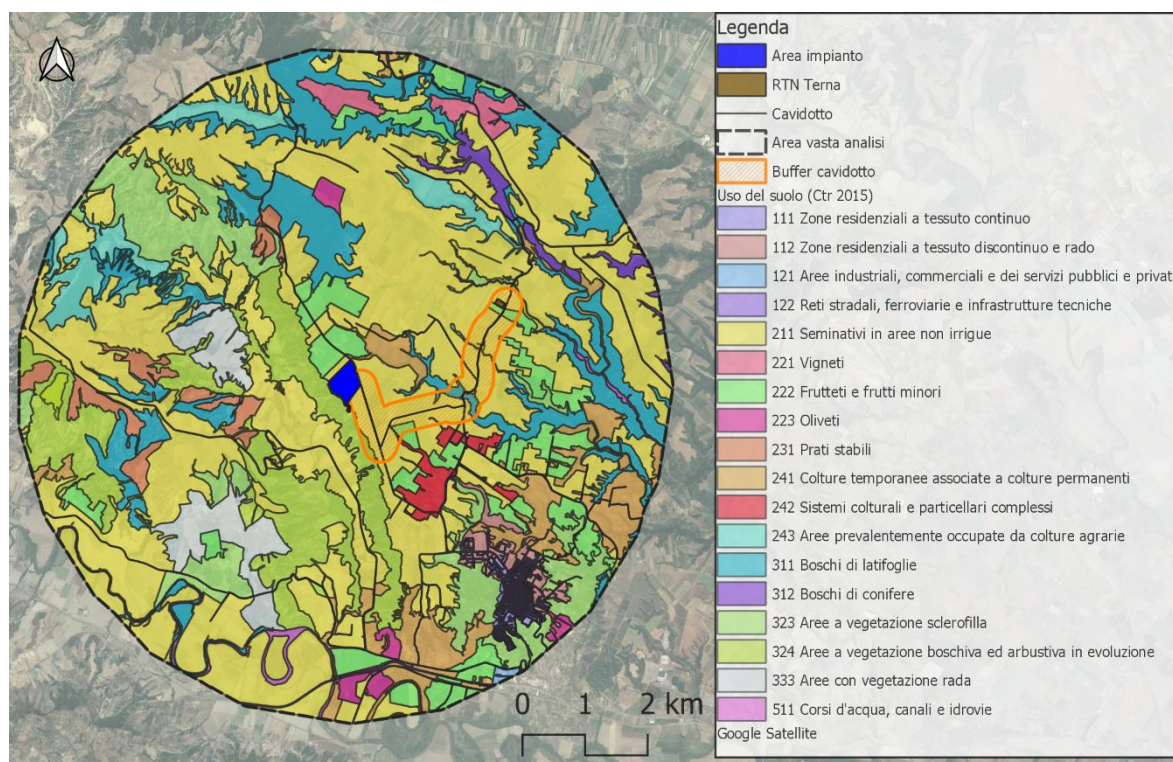 Legenda
Area impianto
RTN Terna
Cavidotto
Area vasta analisi
Buffer cavidotto
Uso del suolo (Ctr 2015)
111 Zone residenziali a tessuto continuo
112 Zone residenziali a tessuto discontinuo e rado
121 Aree industriali, commerciali e dei servizi pubblici e privat
122 Reti stradali, ferroviarie e infrastrutture tecniche
211 Seminativi in aree non irrigue
221 Vigneti
222 Frutteti e frutti minori
223 Oliveti
231 Prati stabili
241 Colture temporanee associate a colture permanenti
242 Sistemi colturali e particellari complessi
243 Aree prevalentemente occupate da colture agrarie
311 Boschi di latifoglie
312 Boschi di conifere
323 Aree a vegetazione sclerofilla
324 Aree a vegetazione boschiva ed arbustiva in evoluzione
333 Aree con vegetazione rada
511 Corsi d'acqua, canali e idrovie
Google Satellite
0 1 2 km